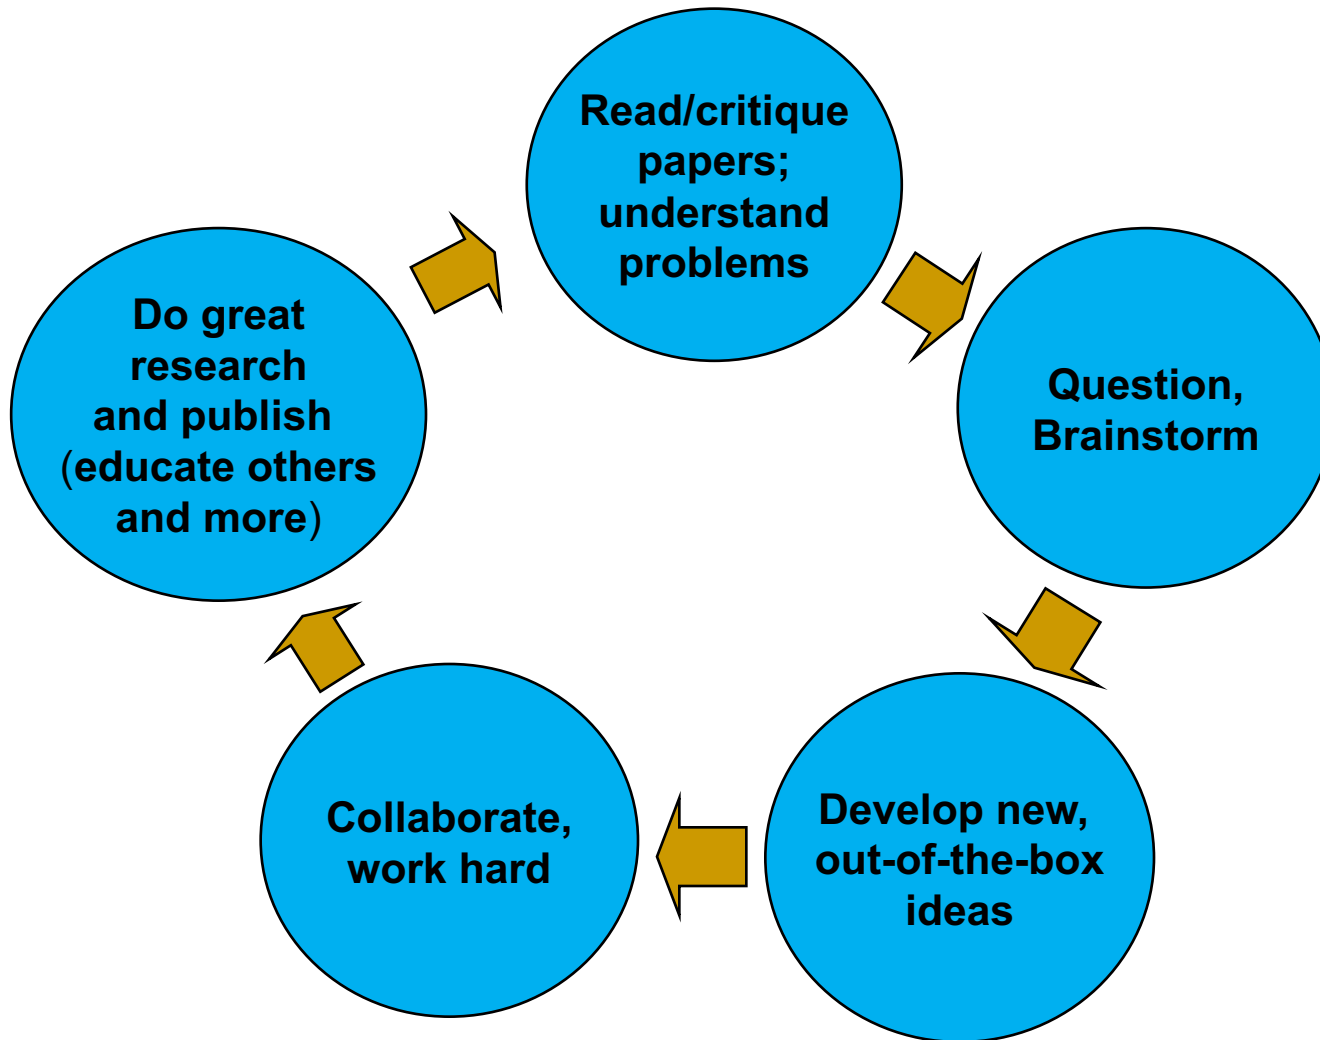 Read/critique
papers;
understand
problems
Question,
Brainstorm
Develop new,
out-of-the-box
ideas
Collaborate,
work hard
Do great
research
and publish
(educate others
and more)